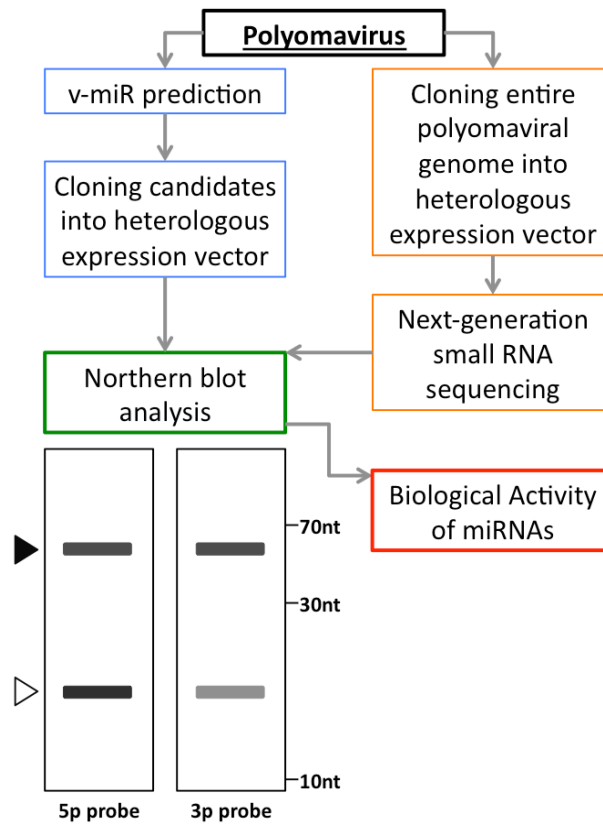 Polyomavirus
v-miR prediction
Cloning candidates
into heterologous
expression vector
Cloning entire
polyomaviral
genome into
heterologous
expression vector
Next-generation
small RNA
sequencing
Northern blot
analysis
Biological Activity
of miRNAs
70nt
30nt
10nt
5p probe
3p probe